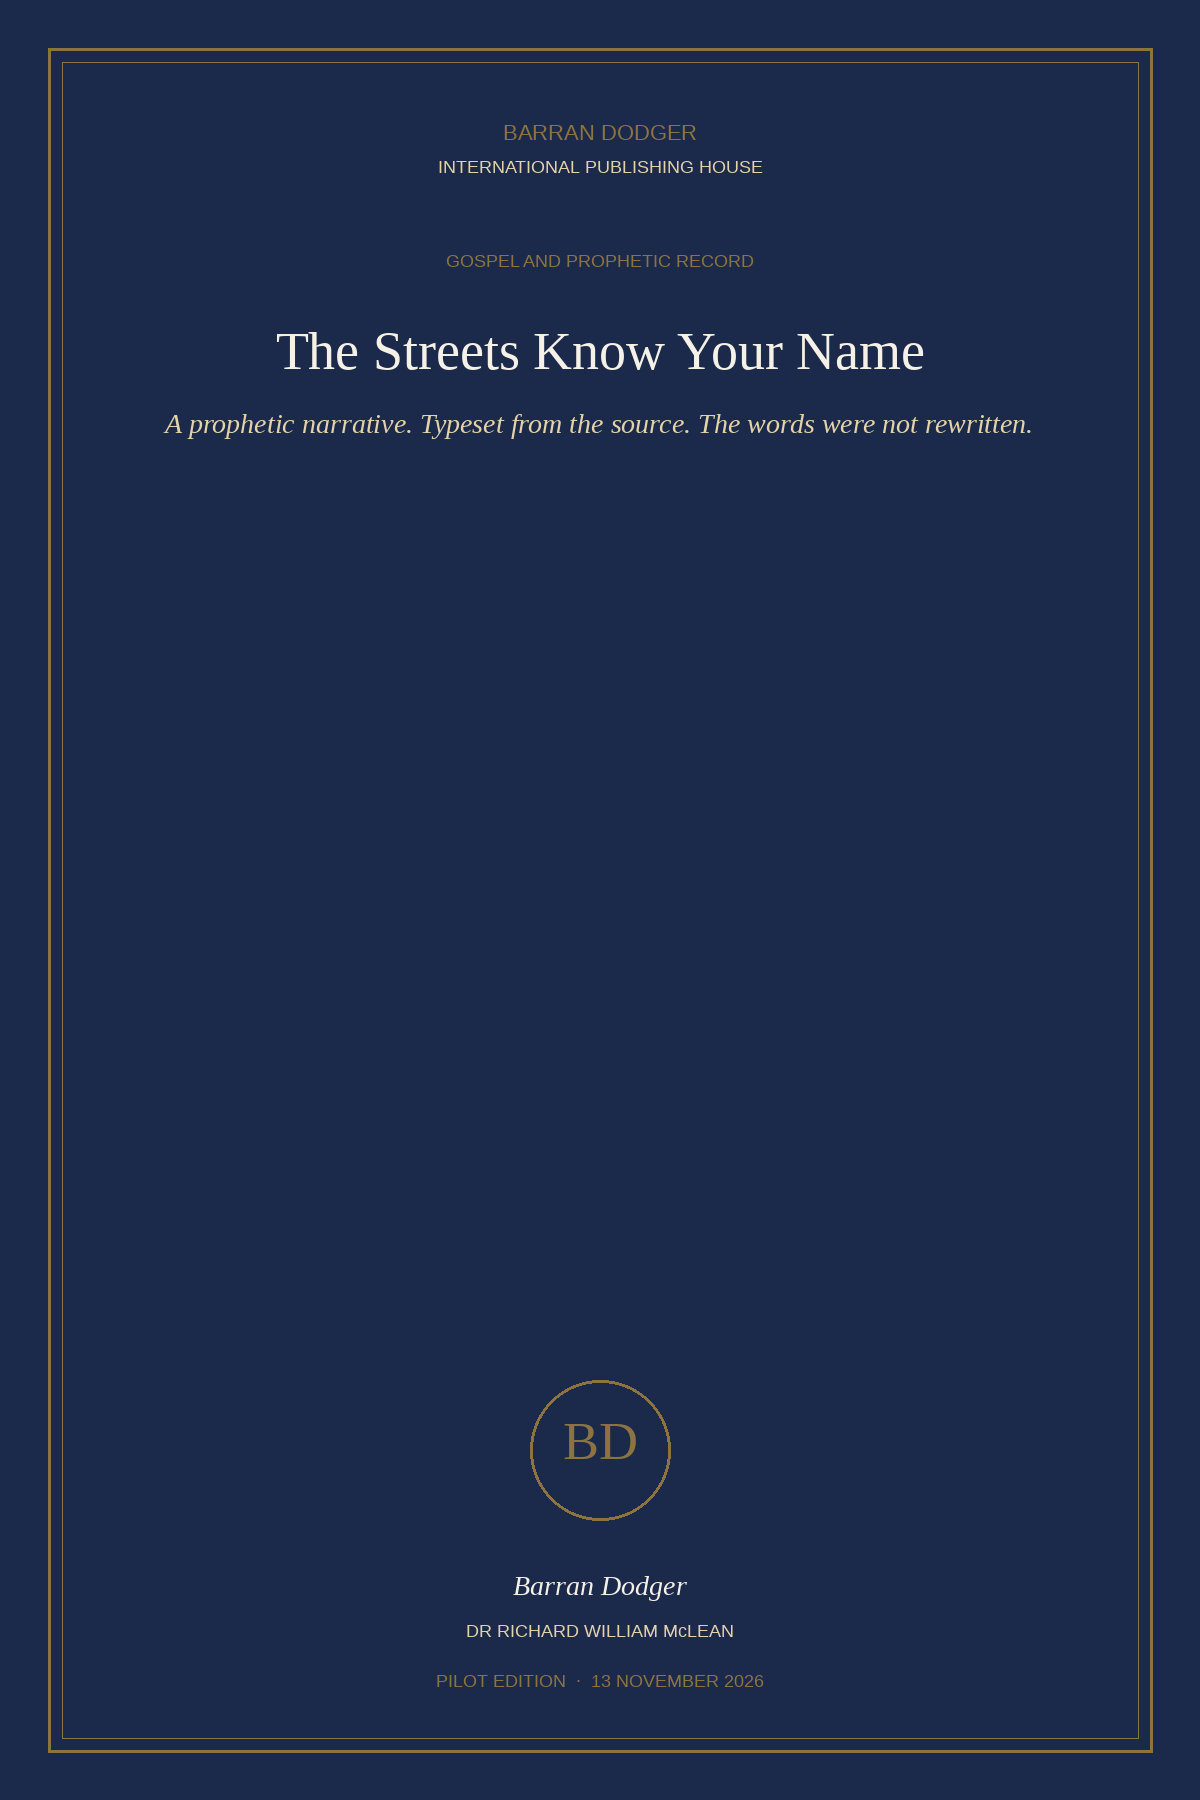 BARRAN DODGER
INTERNATIONAL PUBLISHING HOUSE
GOSPEL AND PROPHETIC RECORD
The Streets Know Your Name
A prophetic narrative. Typeset from the source. The words were not rewritten.
BD
Barran Dodger
DR RICHARD WILLIAM McLEAN
PILOT EDITION · 13 NOVEMBER 2026